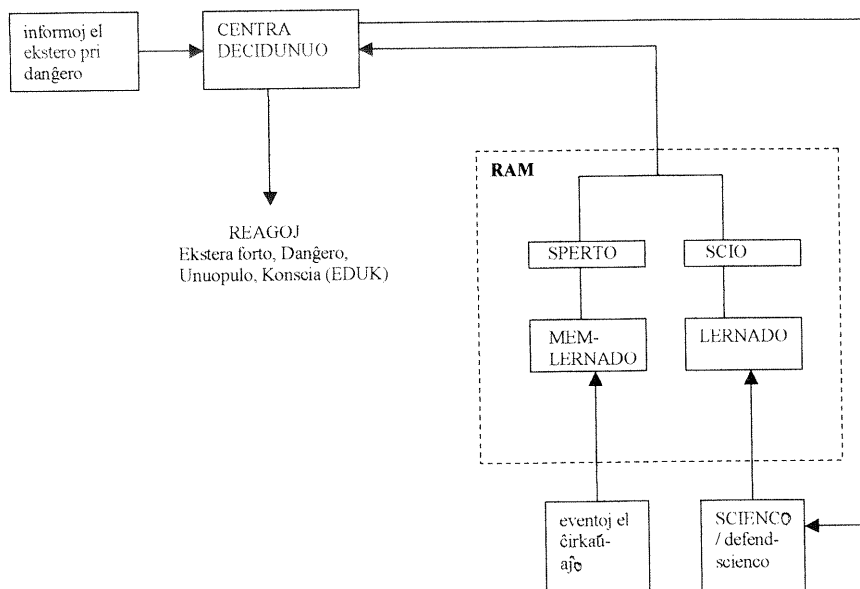 informoj el
ekstero pri
danĝero
CENTRA
DECIDUNUO
REAGOJ
Ekstera forto, Danĝero,
Unuopulo, Konscia (EDUK)
RAM
SPERTO
SCIO
MEM-
LERNADO
LERNADO
eventoj el
ĉirkaŭ-
aĵo
SCIENCO
/ defend-
scienco